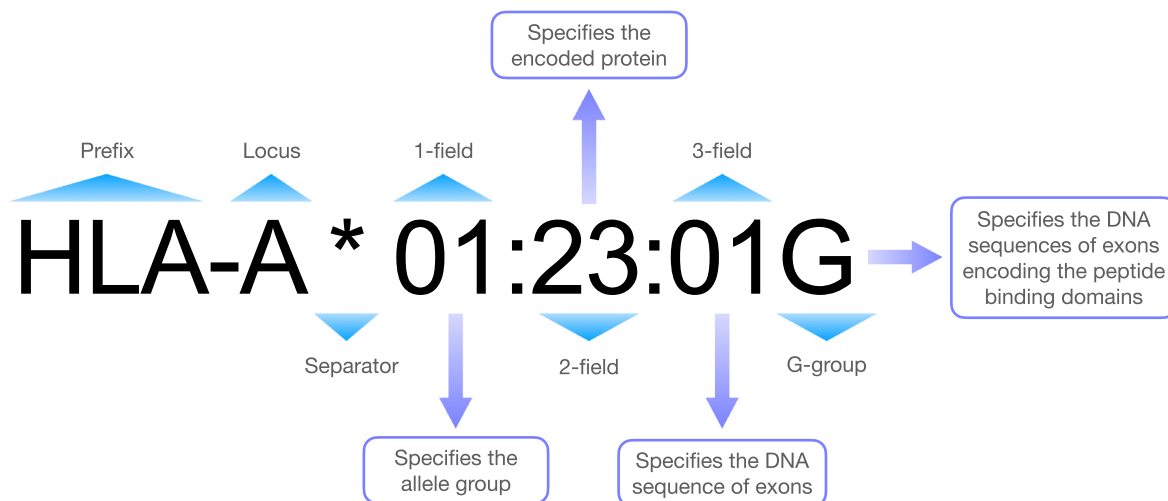 Specifies the
encoded protein
Prefix
Locus
1-field
3-field
HLA-A * 01:23:01G
Specifies the DNA
sequences of exons
encoding the peptide
binding domains
Separator
2-field
G-group
Specifies the
allele group
Specifies the DNA
sequence of exons